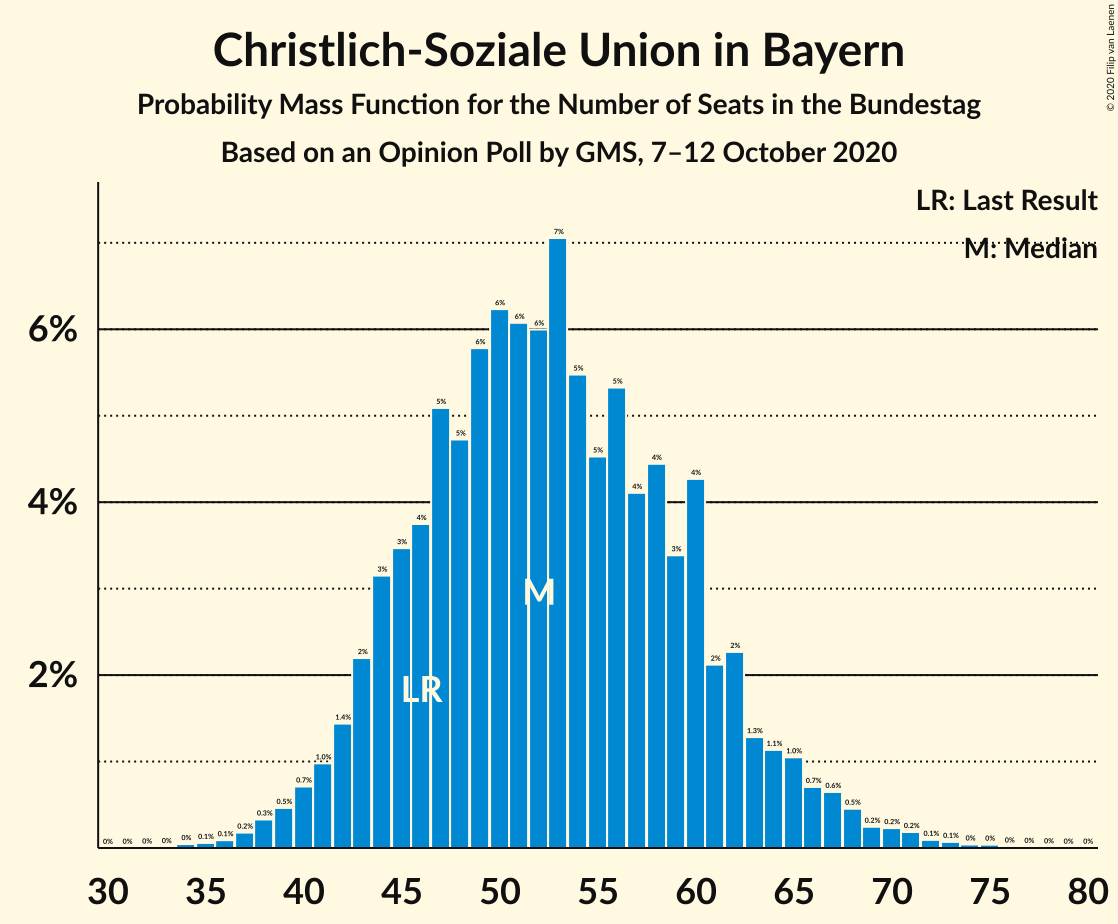 Christlich-Soziale Union in Bayern
Probability Mass Function for the Number of Seats in the Bundestag
Based on an Opinion Poll by GMS, 7–12 October 2020
© 2020 Filip van Laenen
LR: Last Result
M: Median
6%
4%
2%
0% 0% 0% 0% 0% 0.1% 0.1% 0.2% 0.3% 0.5% 0.7% 1.0% 1.4% 2% 3% 3% 4% 5% 5% 6% 6% 6% 6% 7% 5% 5% 5% 4% 4% 3% 4% 2% 2% 1.3% 1.1% 1.0% 0.7% 0.6% 0.5% 0.2% 0.2% 0.2% 0.1% 0.1% 0% 0% 0% 0% 0% 0% 0%
M
LR
30 35 40 45 50 55 60 65 70 75 80